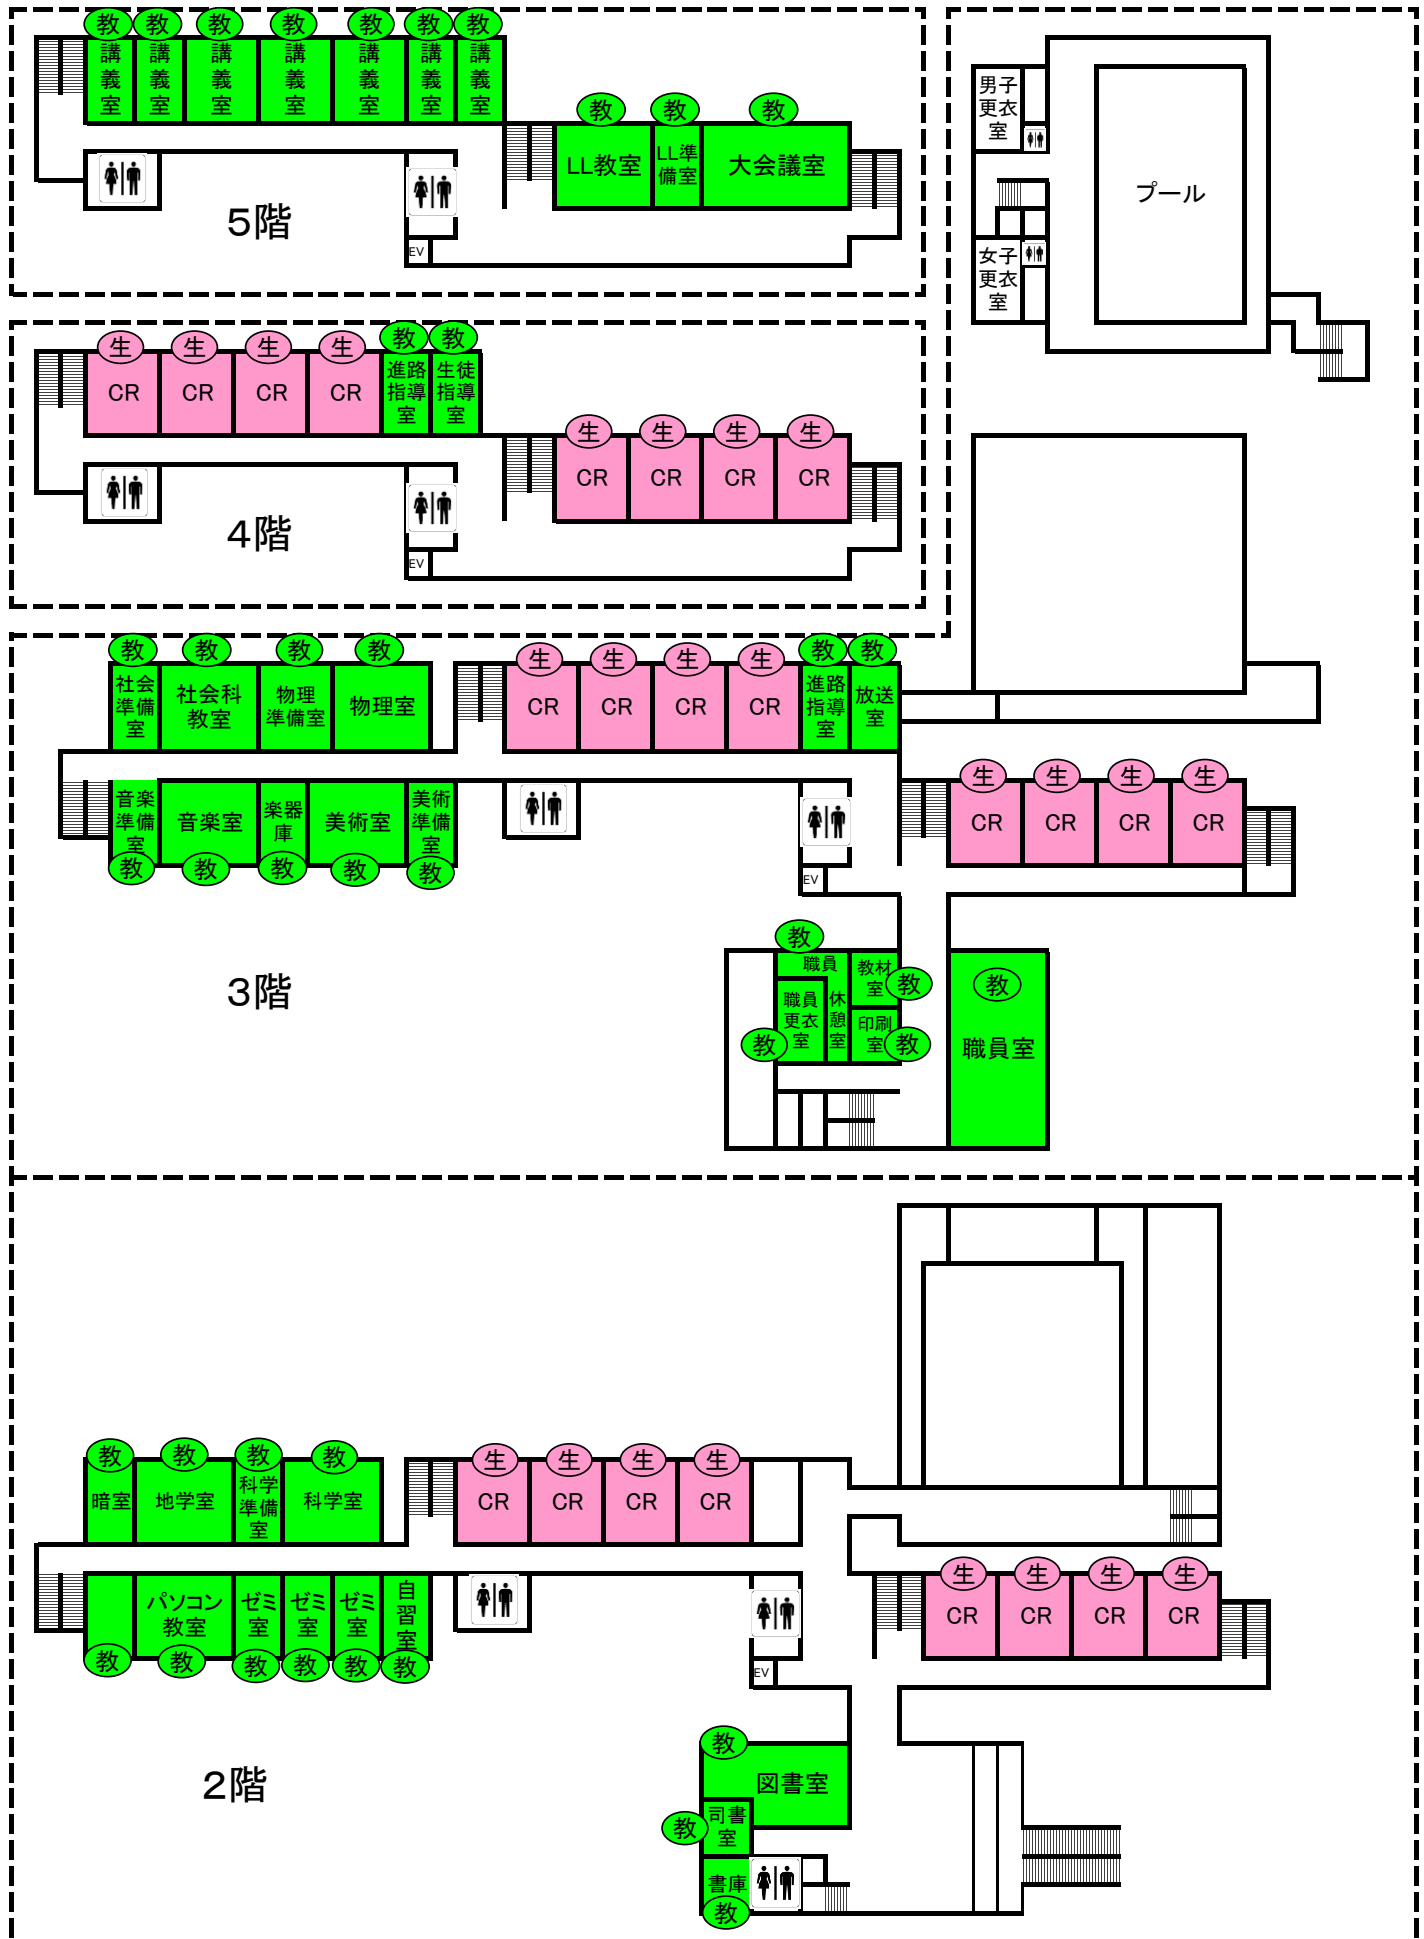 教 教 教 教 教 教 教
講義室 講義室 講義室 講義室 講義室 講義室 講義室
教 教 教
LL教室 LL準備室 大会議室
EV
5階
男子更衣室
プール
女子更衣室
生 生 生 生 教 教
CR CR CR CR 進路指導室 生徒指導室
生 生 生 生
CR CR CR CR
EV
4階
教 教 教 教 生 生 生 生 教 教
社会準備室 社会科教室 物理準備室 物理室 CR CR CR CR 進路指導室 放送室
生 生 生 生
CR CR CR CR
音楽準備室 音楽室 楽器庫 美術室 美術準備室
教 教 教 教 教
EV
3階
教
職員休憩室 教材室 教
職員更衣室 印刷室 教
教
教
職員室
教 教 教 教 生 生 生 生
暗室 地学室 科学準備室 科学室 CR CR CR CR
生 生 生 生
CR CR CR CR
パソコン教室 ゼミ室 ゼミ室 ゼミ室 自習室
教 教 教 教 教 教
EV
2階
教
図書室
教 司書室
書庫
教